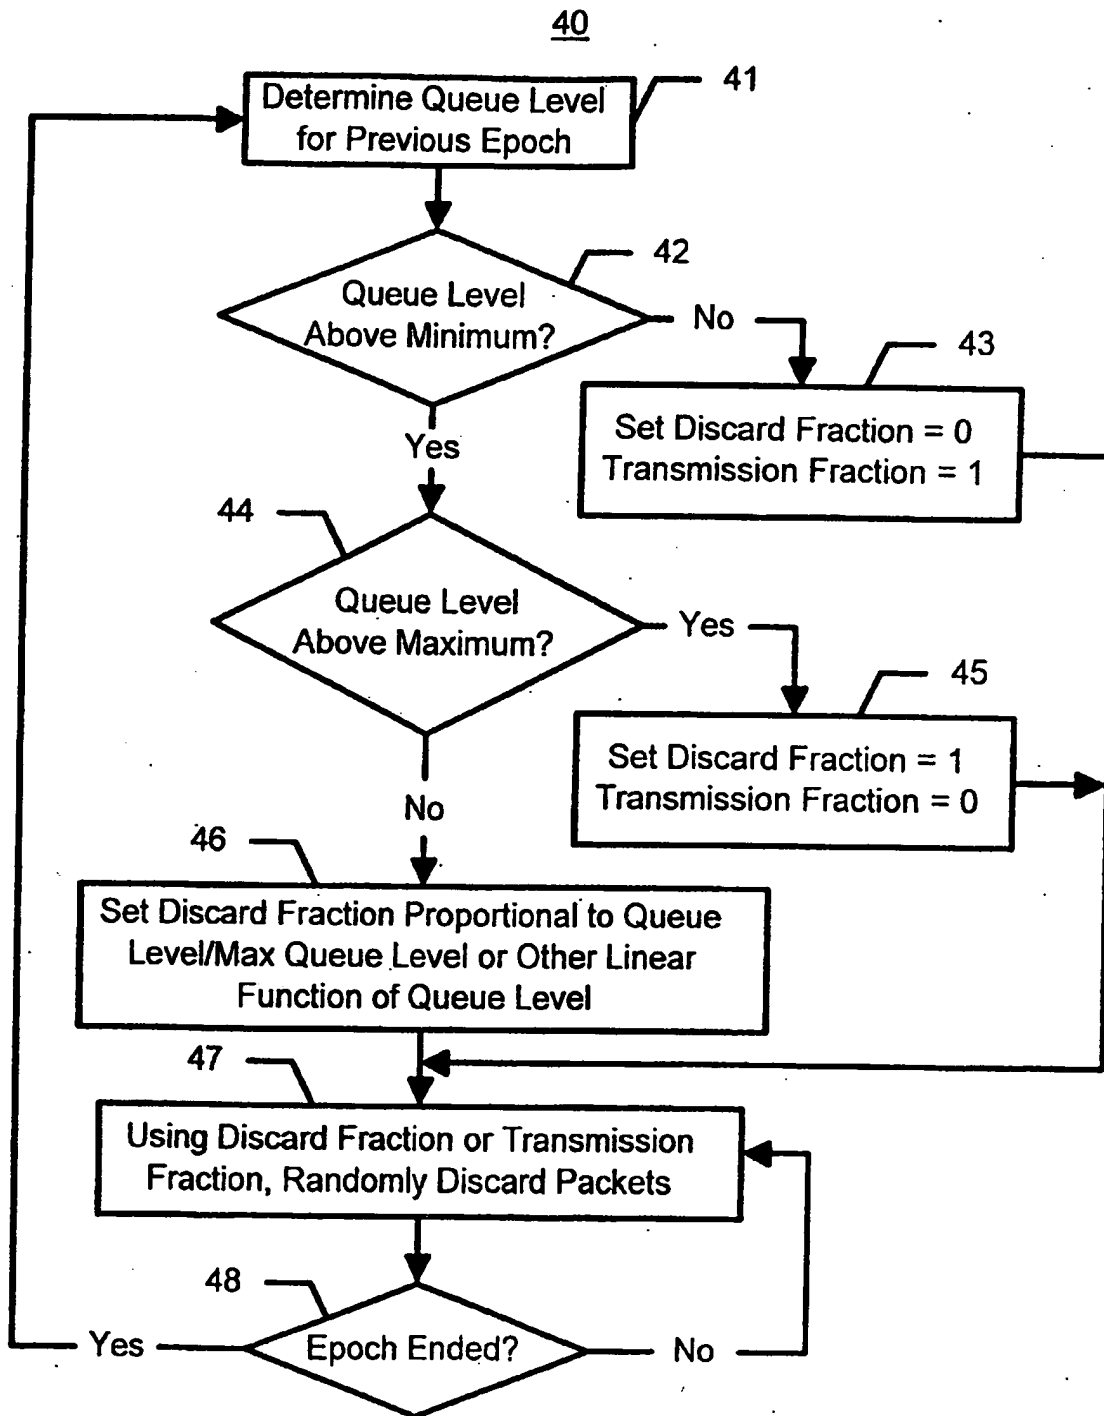 40
41
Determine Queue Level
for Previous Epoch
42
Queue Level
Above Minimum?
No
43
Set Discard Fraction = 0
Transmission Fraction = 1
Yes
44
Queue Level
Above Maximum?
Yes
45
Set Discard Fraction = 1
Transmission Fraction = 0
No
46
Set Discard Fraction Proportional to Queue
Level/Max Queue Level or Other Linear
Function of Queue Level
47
Using Discard Fraction or Transmission
Fraction, Randomly Discard Packets
48
Epoch Ended?
Yes
No